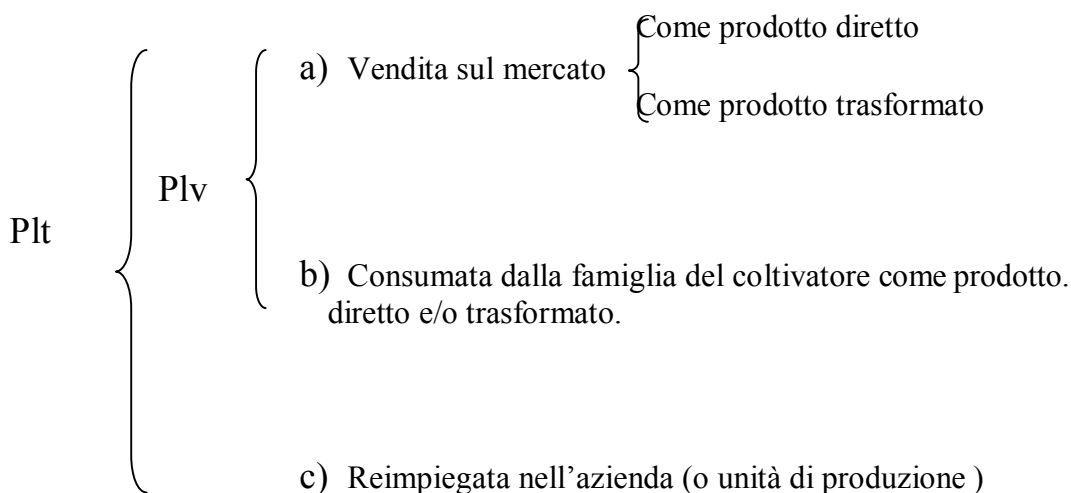 Come prodotto diretto
a) Vendita sul mercato
Come prodotto trasformato
Plv
Plt
b) Consumata dalla famiglia del coltivatore come prodotto.
diretto e/o trasformato.
c) Reimpiegata nell’azienda (o unità di produzione )